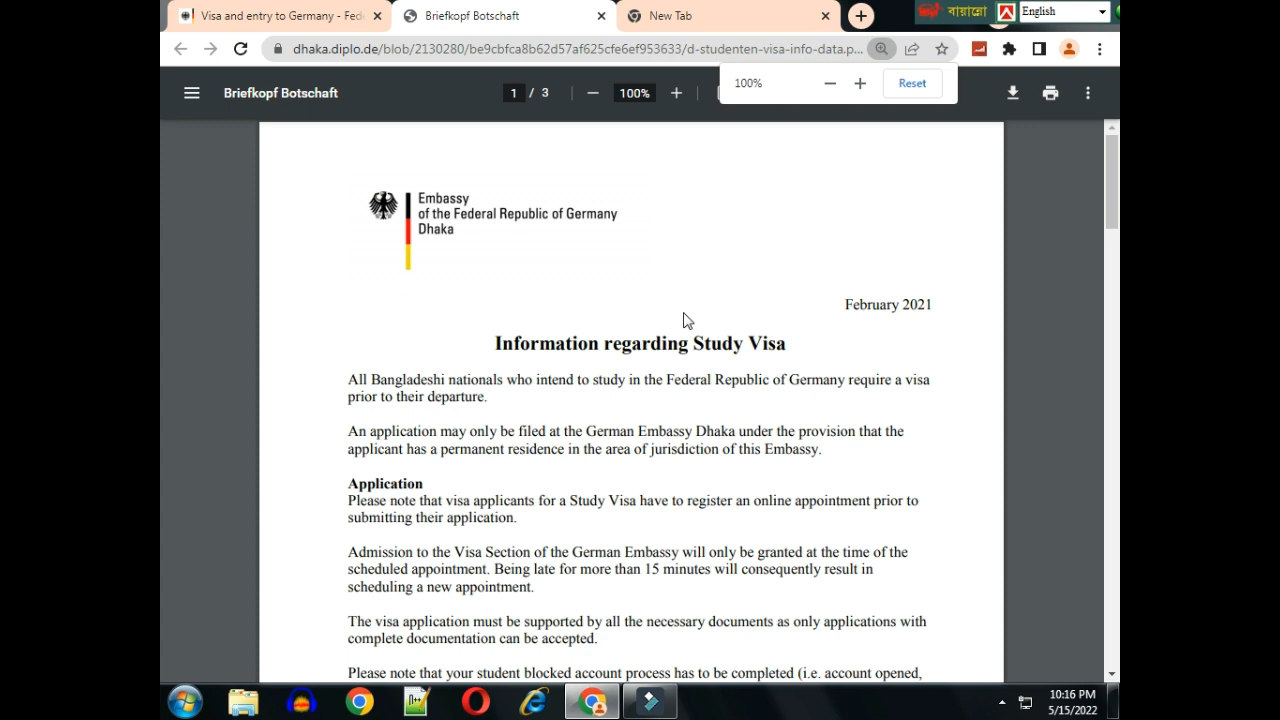 Visa and entry to Germany - Fed
Briefkopf Botschaft
New Tab
বায়ান্নো
English
dhaka.diplo.de/blob/2130280/be9cbfca8b62d57af625cfe6ef953633/d-studenten-visa-info-data.p...
100%
Reset
Briefkopf Botschaft
1 / 3
100%
Embassy
of the Federal Republic of Germany
Dhaka
February 2021
Information regarding Study Visa
All Bangladeshi nationals who intend to study in the Federal Republic of Germany require a visa
prior to their departure.
An application may only be filed at the German Embassy Dhaka under the provision that the
applicant has a permanent residence in the area of jurisdiction of this Embassy.
Application
Please note that visa applicants for a Study Visa have to register an online appointment prior to
submitting their application.
Admission to the Visa Section of the German Embassy will only be granted at the time of the
scheduled appointment. Being late for more than 15 minutes will consequently result in
scheduling a new appointment.
The visa application must be supported by all the necessary documents as only applications with
complete documentation can be accepted.
Please note that your student blocked account process has to be completed (i.e. account opened,
10:16 PM
5/15/2022